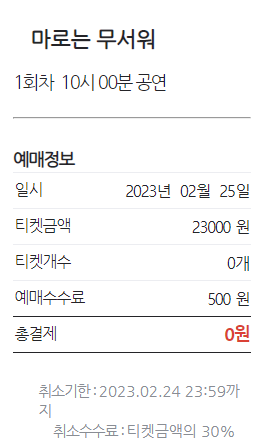 마로는 무서워
1회차 10시 00분 공연
예매정보
일시 2023년 02월 25일
티켓금액 23000 원
티켓개수 0개
예매수수료 500 원
총결제 0원
취소기한 : 2023.02.24 23:59까
지
취소수수료 : 티켓금액의 30%